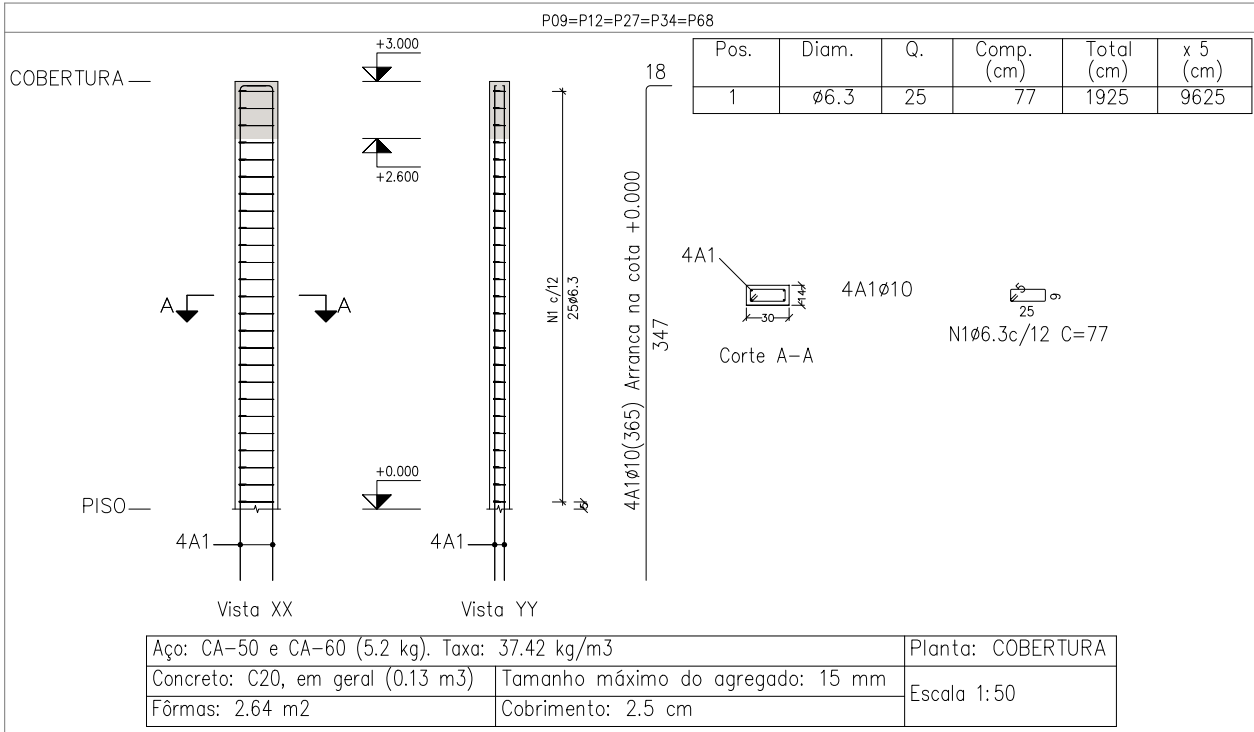 P09=P12=P27=P34=P68
Pos. Diam. Q. Comp. (cm) Total (cm) x 5 (cm)
1 ø6.3 25 77 1925 9625
COBERTURA
+3.000
+2.600
A A
+0.000
PISO
4A1
4A1
Vista XX
Vista YY
N1 c/12
25ø6.3
5
18
4A1ø10(365) Arranca na cota +0.000
347
4A1
14
30
4A1ø10
Corte A-A
5
9
25
N1ø6.3c/12 C=77
Aço: CA-50 e CA-60 (5.2 kg). Taxa: 37.42 kg/m3
Planta: COBERTURA
Concreto: C20, em geral (0.13 m3)
Tamanho máximo do agregado: 15 mm
Escala 1:50
Fôrmas: 2.64 m2
Cobrimento: 2.5 cm